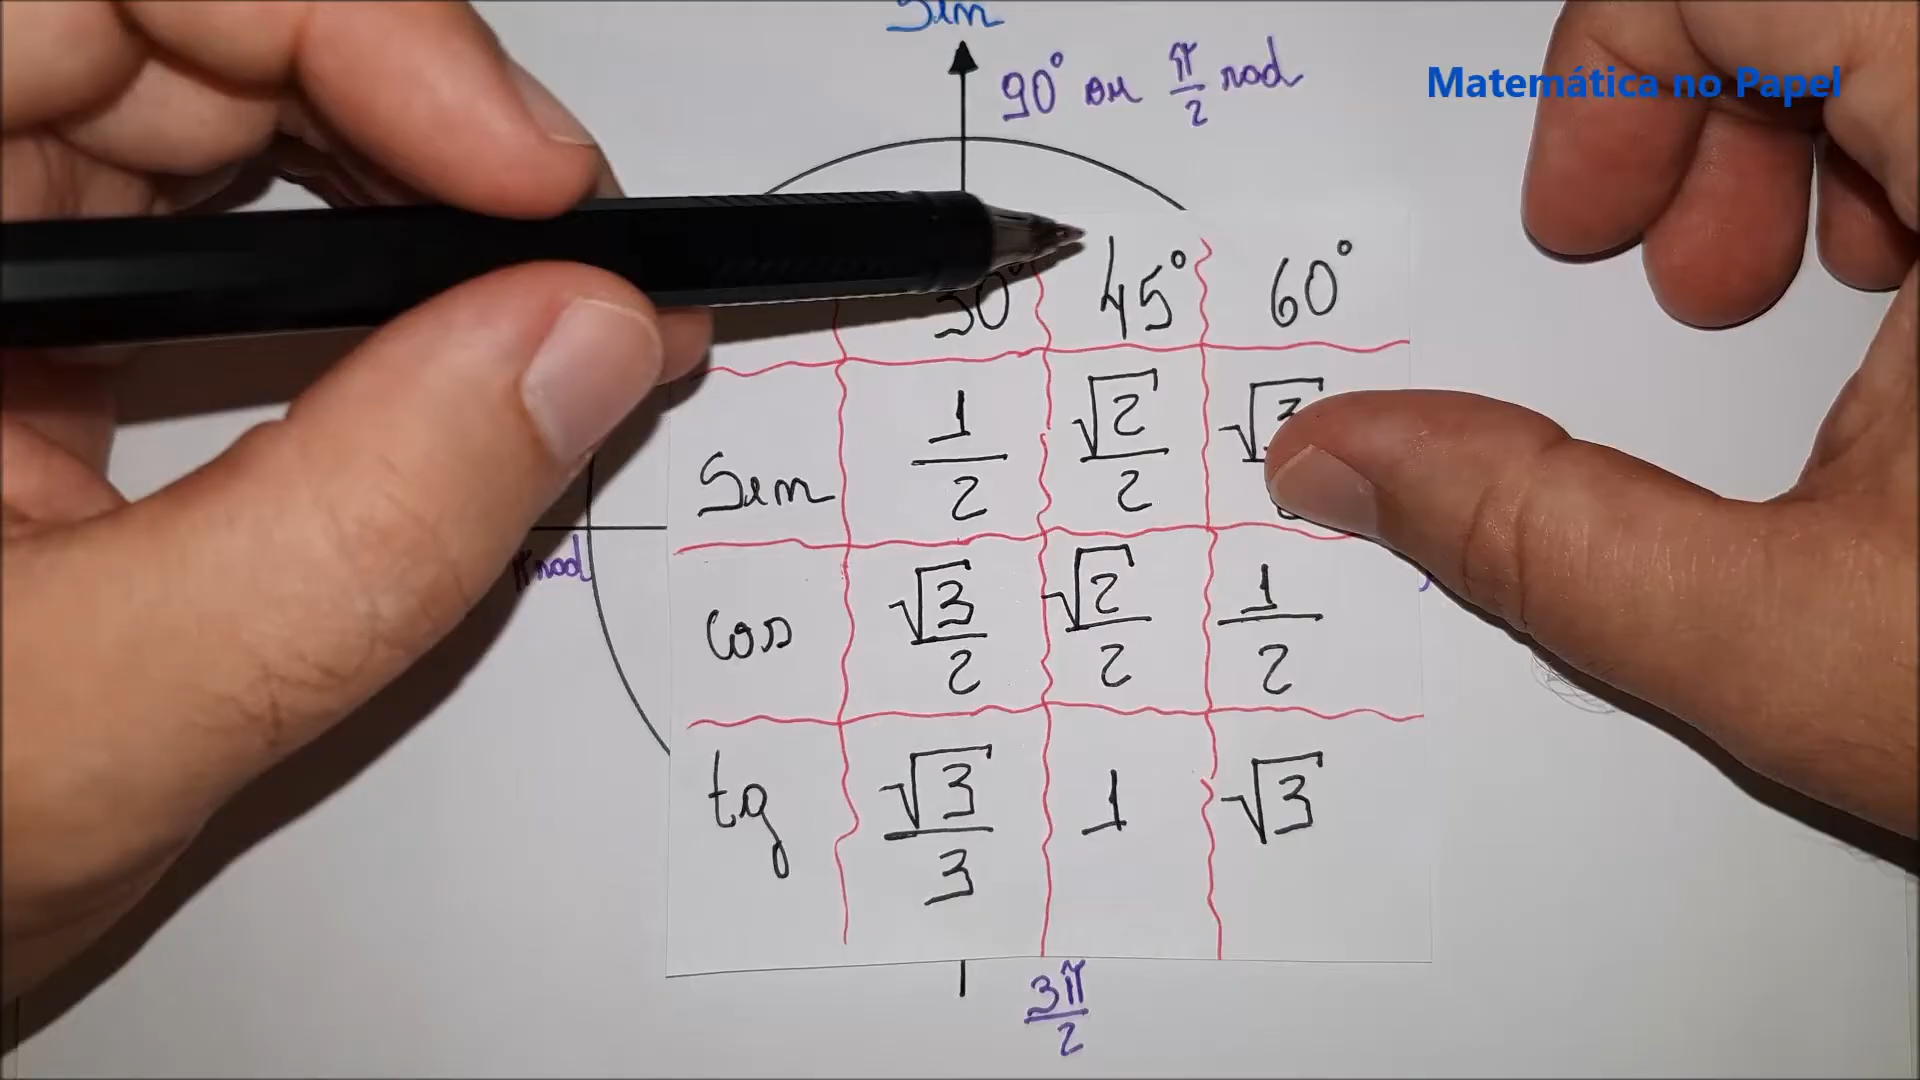 Sen
90° ou π/2 rad
Matemática no Papel
30° 45° 60°
Sen 1/2 √2/2 √3
π rad
cos √3/2 √2/2 1/2
tg √3/3 1 √3
3π/2